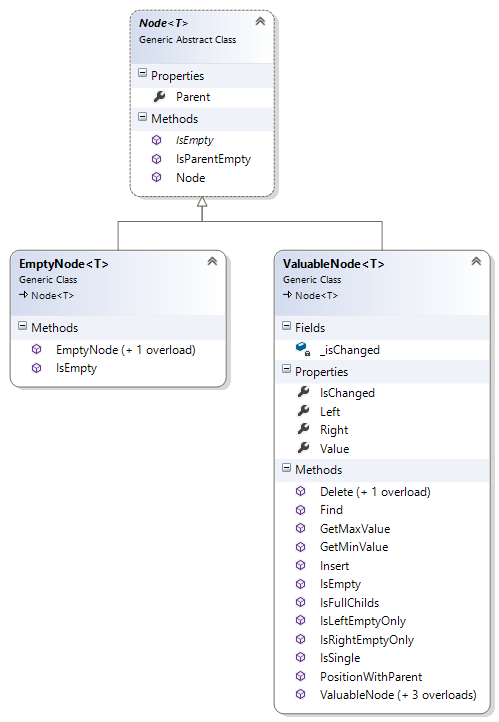 Node<T>
Generic Abstract Class
Properties
Parent
Methods
IsEmpty
IsParentEmpty
Node
EmptyNode<T>
Generic Class
Node<T>
Methods
EmptyNode (+ 1 overload)
IsEmpty
ValuableNode<T>
Generic Class
Node<T>
Fields
_isChanged
Properties
IsChanged
Left
Right
Value
Methods
Delete (+ 1 overload)
Find
GetMaxValue
GetMinValue
Insert
IsEmpty
IsFullChilds
IsLeftEmptyOnly
IsRightEmptyOnly
IsSingle
PositionWithParent
ValuableNode (+ 3 overloads)